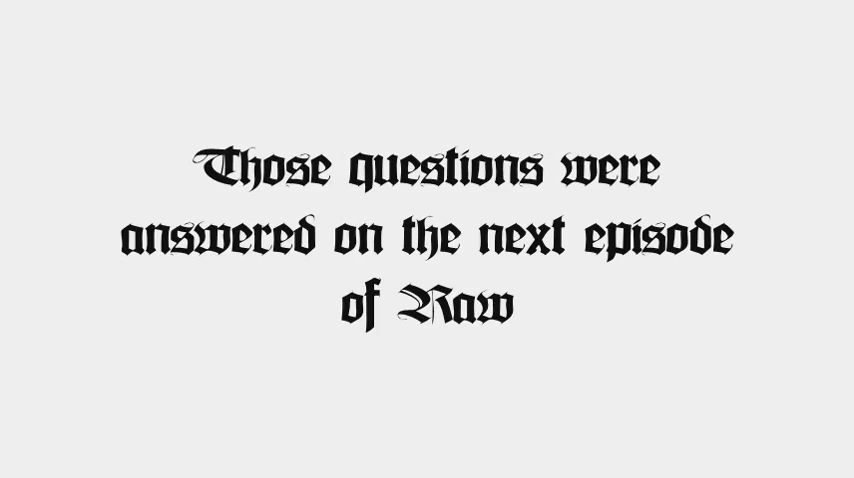 Those questions were
answered on the next episode
of Raw